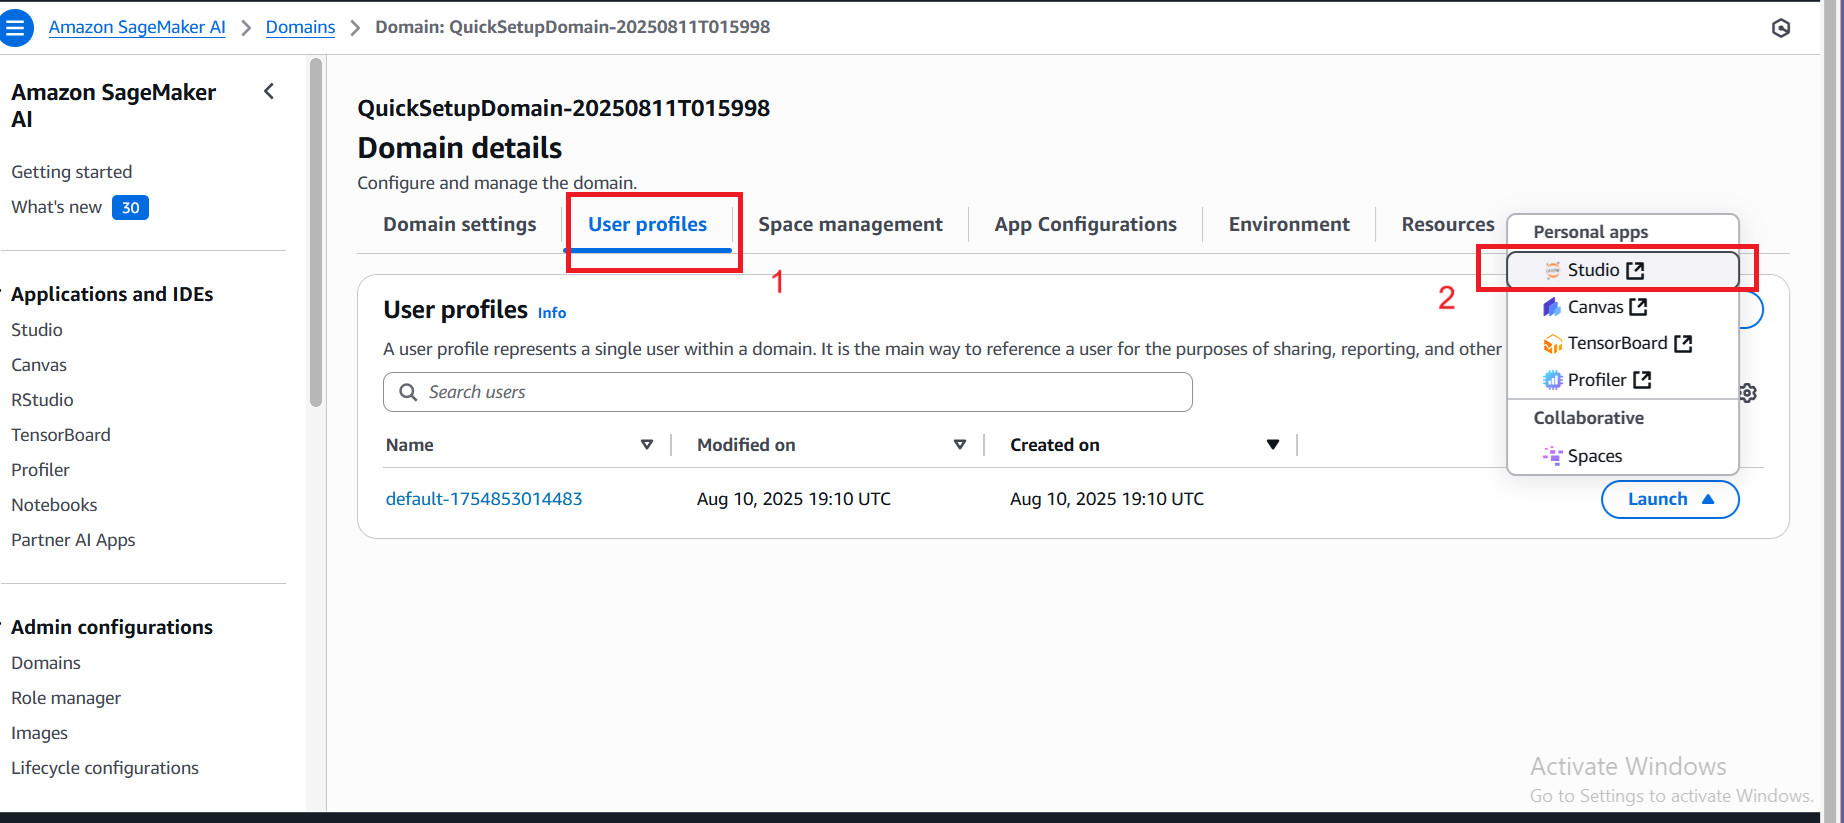 Amazon SageMaker AI > Domains > Domain: QuickSetupDomain-20250811T015998
Amazon SageMaker
AI
Getting started
What's new 30
Applications and IDEs
Studio
Canvas
RStudio
TensorBoard
Profiler
Notebooks
Partner AI Apps
Admin configurations
Domains
Role manager
Images
Lifecycle configurations
QuickSetupDomain-20250811T015998
Domain details
Configure and manage the domain.
Domain settings User profiles Space management App Configurations Environment Resources
1
User profiles Info
A user profile represents a single user within a domain. It is the main way to reference a user for the purposes of sharing, reporting, and other
Search users
Name Modified on Created on
default-1754853014483 Aug 10, 2025 19:10 UTC Aug 10, 2025 19:10 UTC Launch
2
Personal apps
Studio
Canvas
TensorBoard
Profiler
Collaborative
Spaces
Activate Windows
Go to Settings to activate Windows.